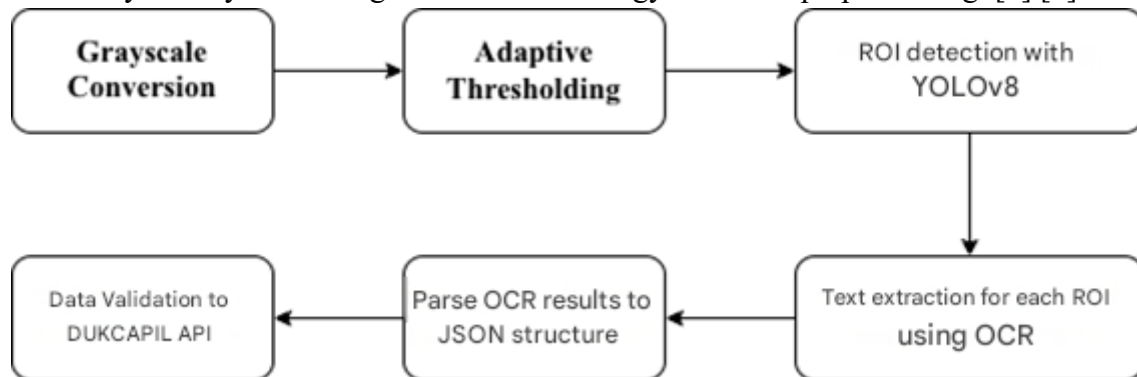 Grayscale
Conversion
Adaptive
Thresholding
ROI detection with
YOLOv8
Text extraction for each ROI
using OCR
Parse OCR results to
JSON structure
Data Validation to
DUKCAPIL API